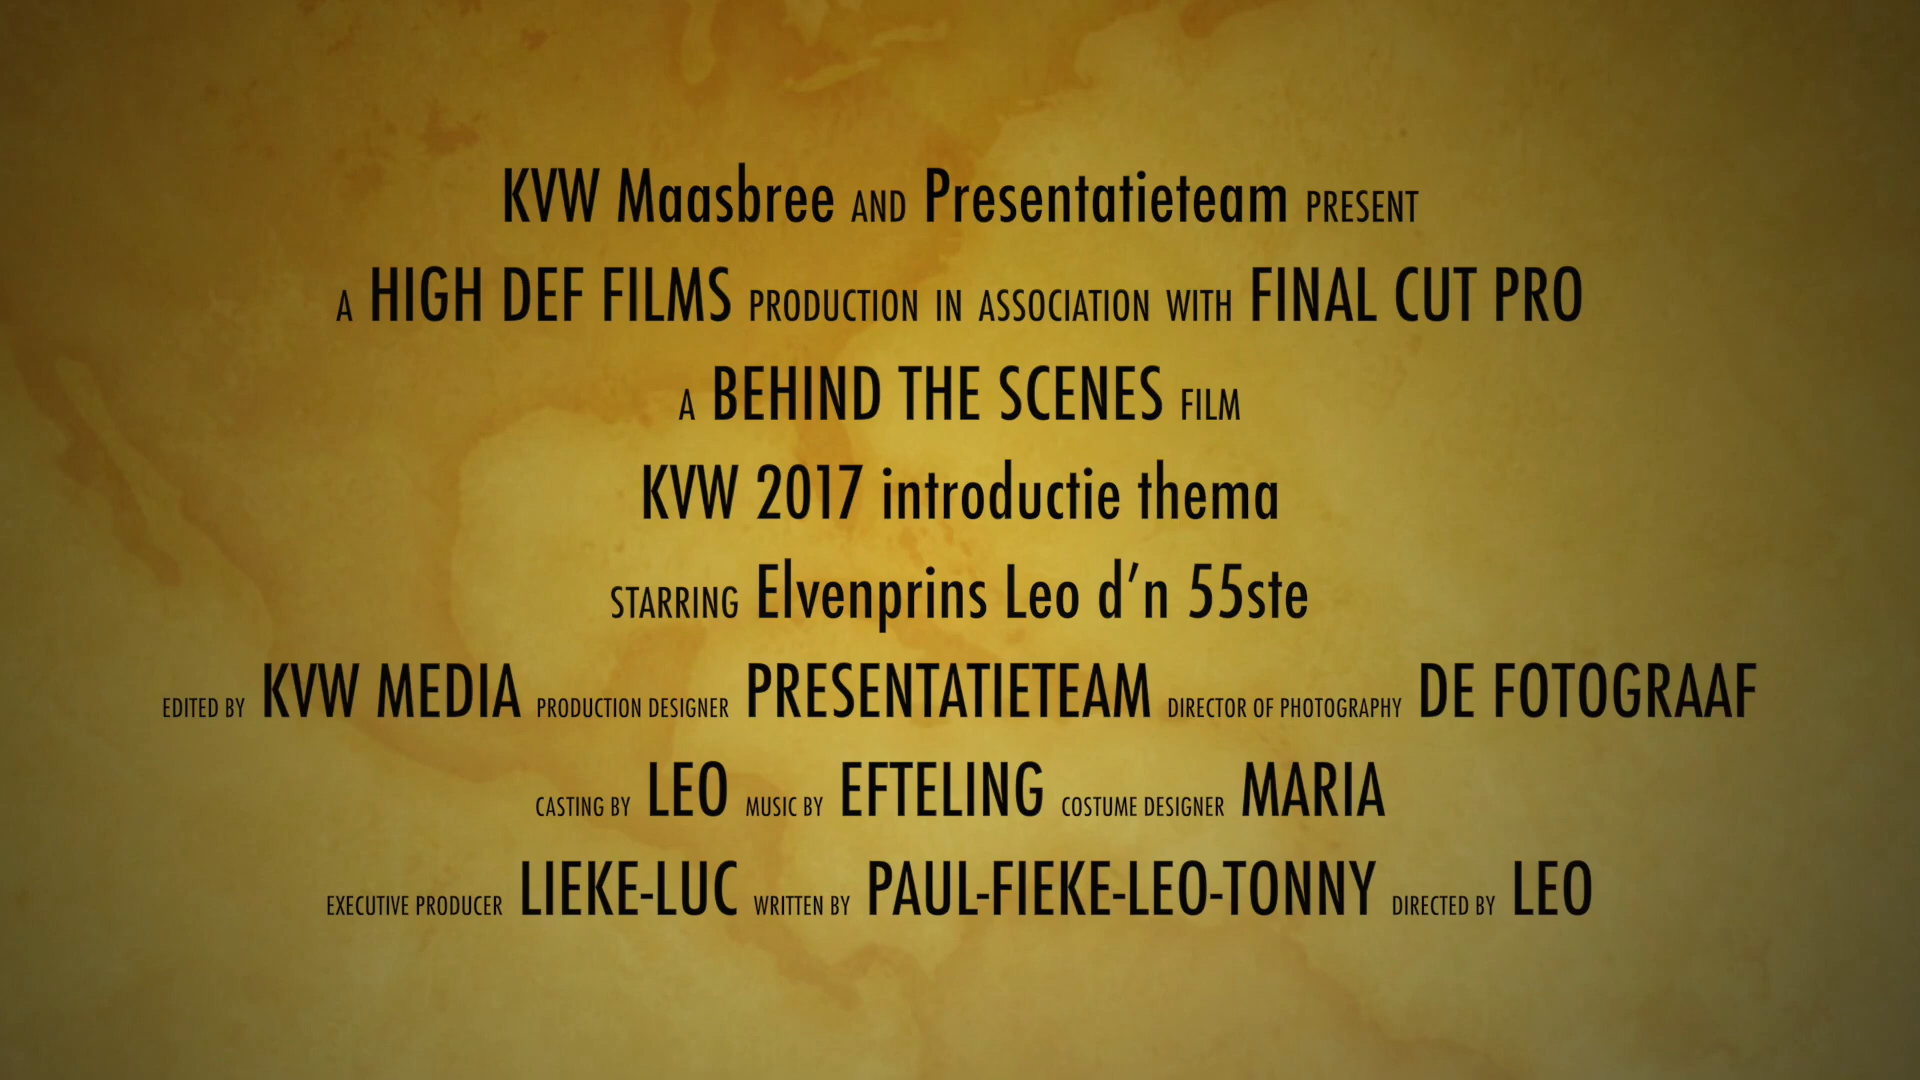 KVW Maasbree AND Presentatieteam PRESENT
A HIGH DEF FILMS PRODUCTION IN ASSOCIATION WITH FINAL CUT PRO
A BEHIND THE SCENES FILM
KVW 2017 introductie thema
STARRING Elvenprins Leo d’n 55ste
EDITED BY KVW MEDIA PRODUCTION DESIGNER PRESENTATIETEAM DIRECTOR OF PHOTOGRAPHY DE FOTOGRAAF
CASTING BY LEO MUSIC BY EFTELING COSTUME DESIGNER MARIA
EXECUTIVE PRODUCER LIEKE-LUC WRITTEN BY PAUL-FIEKE-LEO-TONNY DIRECTED BY LEO